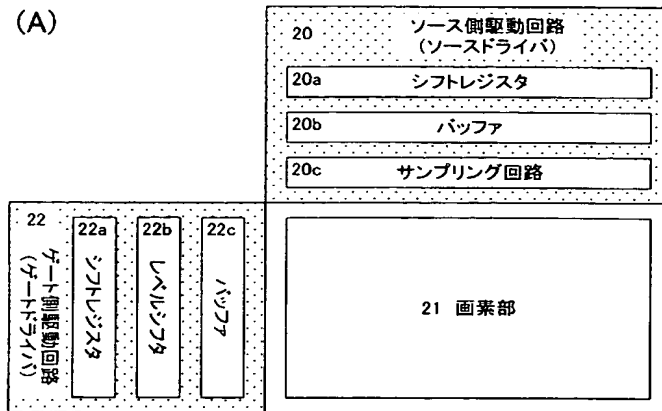 (A)
20 ソース側駆動回路
(ソースドライバ)
20a シフトレジスタ
20b バッファ
20c サンプリング回路
22
ゲート側駆動回路
(ゲートドライバ)
22a
シフトレジスタ
22b
レベルシフタ
22c
バッファ
21 画素部